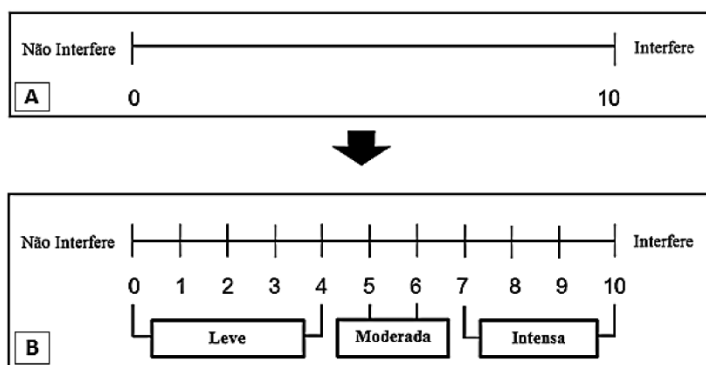 Não Interfere Interfere
0 10
A
Não Interfere Interfere
0 1 2 3 4 5 6 7 8 9 10
Leve Moderada Intensa
B